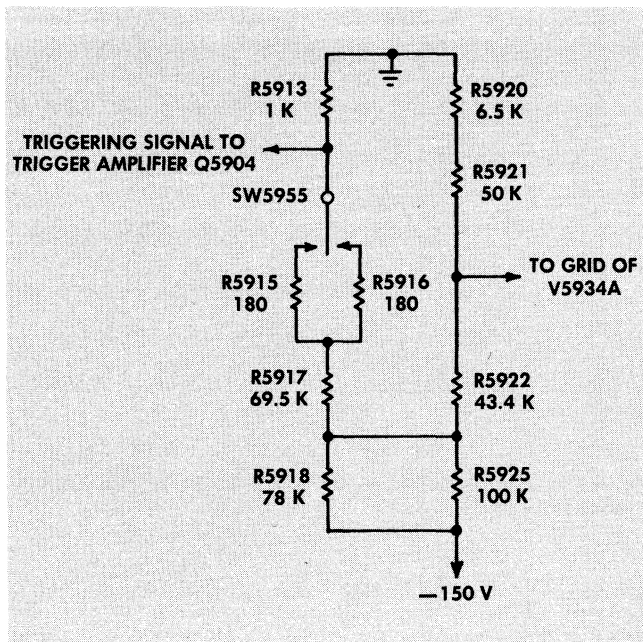 R5913
1 K
R5920
6.5 K
TRIGGERING SIGNAL TO
TRIGGER AMPLIFIER Q5904
R5921
50 K
SW5955
TO GRID OF
V5934A
R5915
180
R5916
180
R5917
69.5 K
R5922
43.4 K
R5918
78 K
R5925
100 K
—150 V